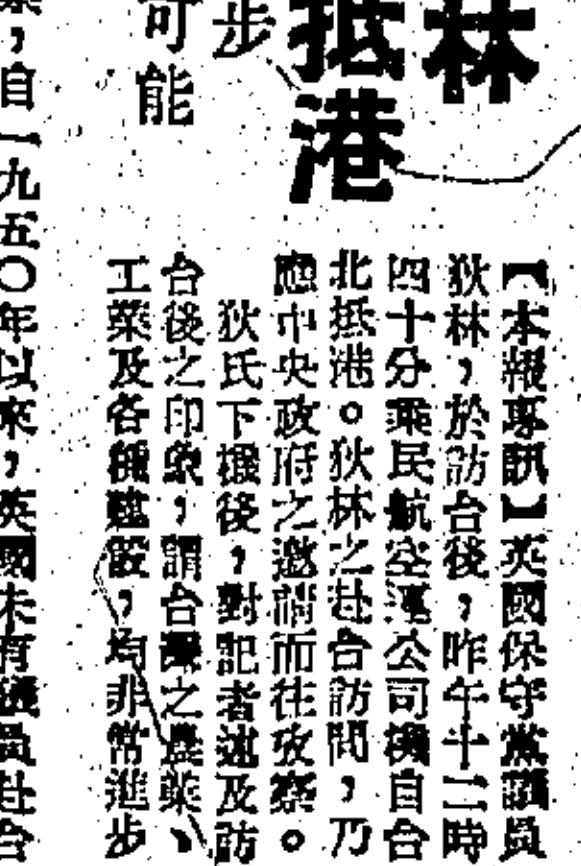 林
抵港
步
可能
【本報專訊】英國保守黨議員
狄林，於訪台後，昨午十二時
四十分乘民航空運公司機自台
北抵港。狄林之赴台訪問，乃
應中央政府之邀請而往攷察。
狄氏下機後，對記者述及訪
台後之印象，謂台灣之農業、
工業及各種建設，均非常進步
，自一九五〇年以來，英國未有議員赴台